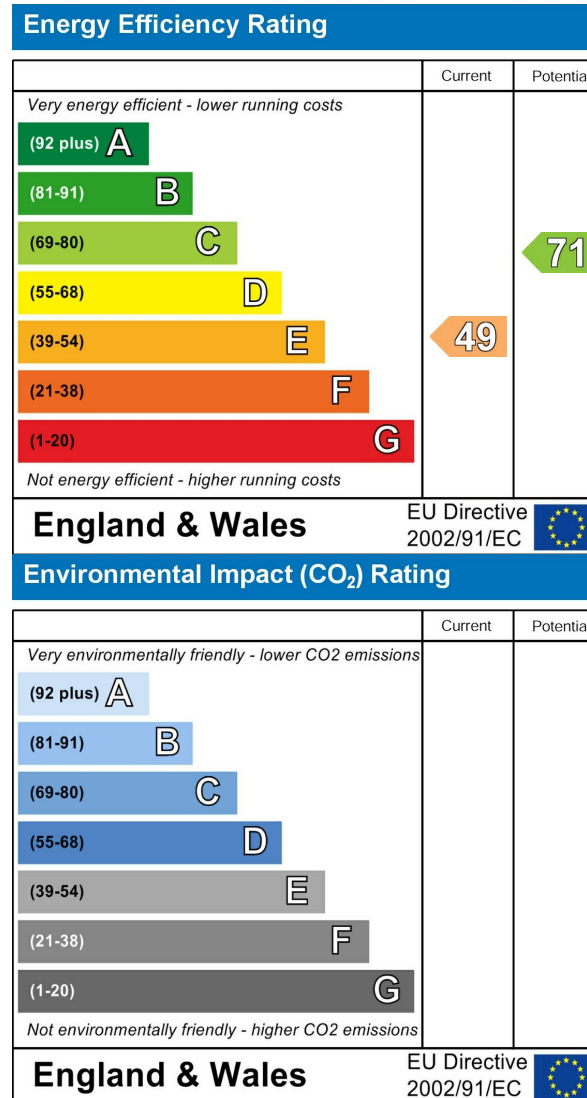 Energy Efficiency Rating
Current Potentia
Very energy efficient - lower running costs
(92 plus) A
(81-91) B
(69-80) C
71
(55-68) D
(39-54) E
49
(21-38) F
(1-20) G
Not energy efficient - higher running costs
England & Wales
EU Directive
2002/91/EC
Environmental Impact (CO₂) Rating
Current Potentia
Very environmentally friendly - lower CO2 emissions
(92 plus) A
(81-91) B
(69-80) C
(55-68) D
(39-54) E
(21-38) F
(1-20) G
Not environmentally friendly - higher CO2 emissions
England & Wales
EU Directive
2002/91/EC